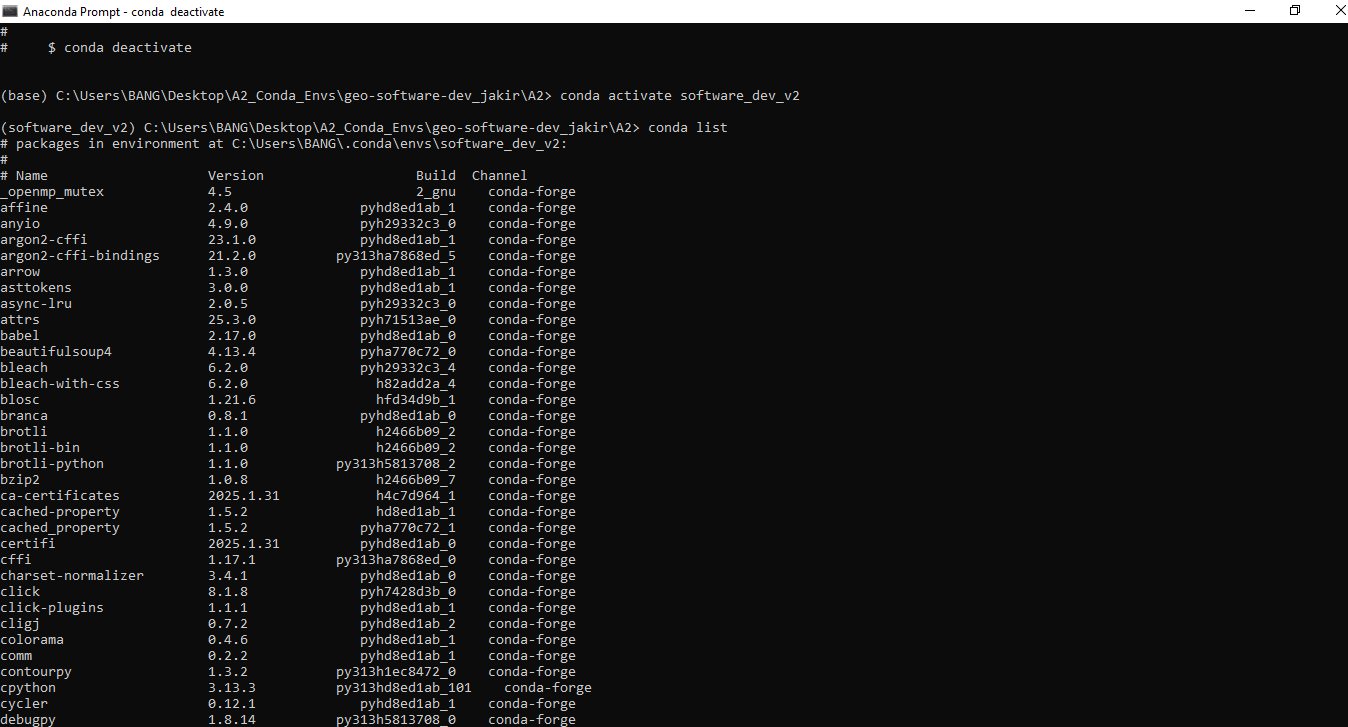 Anaconda Prompt - conda  deactivate
#
#     $ conda deactivate
(base) C:\Users\BANG\Desktop\A2_Conda_Envs\geo-software-dev_jakir\A2> conda activate software_dev_v2
(software_dev_v2) C:\Users\BANG\Desktop\A2_Conda_Envs\geo-software-dev_jakir\A2> conda list
# packages in environment at C:\Users\BANG\.conda\envs\software_dev_v2:
#
# Name                    Version                   Build  Channel
_openmp_mutex             4.5                       2_gnu    conda-forge
affine                    2.4.0              pyhd8ed1ab_1    conda-forge
anyio                     4.9.0              pyh29332c3_0    conda-forge
argon2-cffi               23.1.0             pyhd8ed1ab_1    conda-forge
argon2-cffi-bindings      21.2.0          py313ha7868ed_5    conda-forge
arrow                     1.3.0              pyhd8ed1ab_1    conda-forge
asttokens                 3.0.0              pyhd8ed1ab_1    conda-forge
async-lru                 2.0.5              pyh29332c3_0    conda-forge
attrs                     25.3.0             pyh71513ae_0    conda-forge
babel                     2.17.0             pyhd8ed1ab_0    conda-forge
beautifulsoup4            4.13.4             pyha770c72_0    conda-forge
bleach                    6.2.0              pyh29332c3_4    conda-forge
bleach-with-css           6.2.0                h82add2a_4    conda-forge
blosc                     1.21.6               hfd34d9b_1    conda-forge
branca                    0.8.1              pyhd8ed1ab_0    conda-forge
brotli                    1.1.0                h2466b09_2    conda-forge
brotli-bin                1.1.0                h2466b09_2    conda-forge
brotli-python             1.1.0           py313h5813708_2    conda-forge
bzip2                     1.0.8                h2466b09_7    conda-forge
ca-certificates           2025.1.31            h4c7d964_1    conda-forge
cached-property           1.5.2                hd8ed1ab_1    conda-forge
cached_property           1.5.2              pyha770c72_1    conda-forge
certifi                   2025.1.31          pyhd8ed1ab_0    conda-forge
cffi                      1.17.1          py313ha7868ed_0    conda-forge
charset-normalizer        3.4.1              pyhd8ed1ab_0    conda-forge
click                     8.1.8              pyh7428d3b_0    conda-forge
click-plugins             1.1.1              pyhd8ed1ab_1    conda-forge
cligj                     0.7.2              pyhd8ed1ab_2    conda-forge
colorama                  0.4.6              pyhd8ed1ab_1    conda-forge
comm                      0.2.2              pyhd8ed1ab_1    conda-forge
contourpy                 1.3.2           py313h1ec8472_0    conda-forge
cpython                   3.13.3          py313hd8ed1ab_101    conda-forge
cycler                    0.12.1             pyhd8ed1ab_1    conda-forge
debugpy                   1.8.14          py313h5813708_0    conda-forge